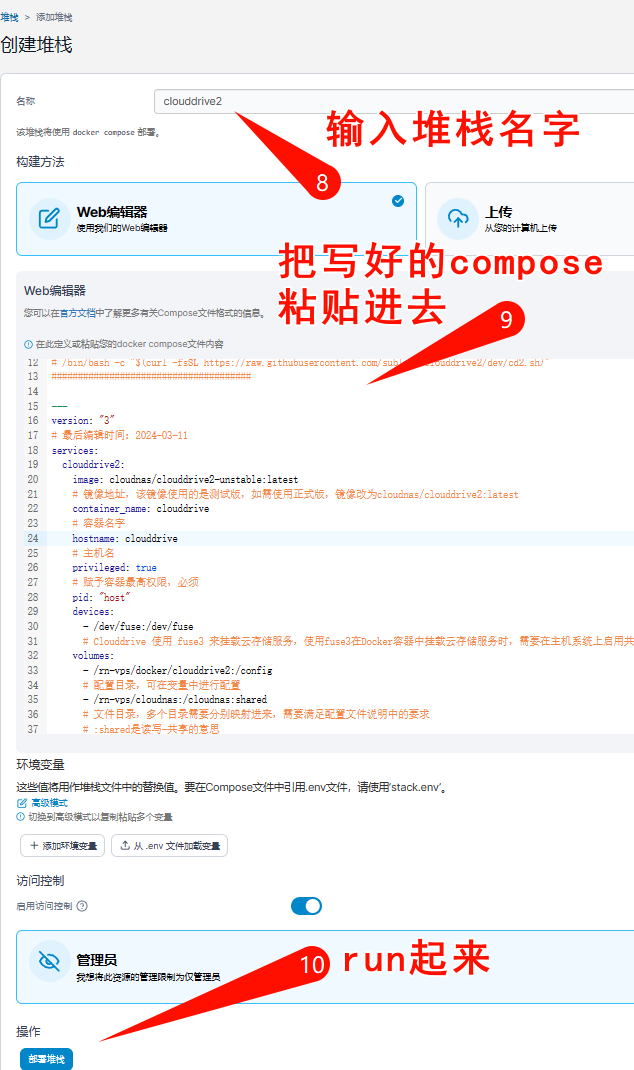 堆栈 > 添加堆栈
创建堆栈
名称
clouddrive2
输入堆栈名字
该堆栈将使用 docker compose 部署。
构建方法
8
Web编辑器
使用我们的Web编辑器
上传
从您的计算机上传
把写好的compose
粘贴进去
9
Web编辑器
您可以在官方文档中了解更多有关Compose文件格式的信息。
在此定义或粘贴您的docker compose文件内容
12 # /bin/bash -c "$(curl -fsSL https://raw.githubusercontent.com/subl clouddrive2/dev/cd2.sh)"
13 ######################################
14
15 ---
16 version: "3"
17 # 最后编辑时间：2024-03-11
18 services:
19 clouddrive2:
20 image: cloudnas/clouddrive2-unstable:latest
21 # 镜像地址，该镜像使用的是测试版，如需使用正式版，镜像改为cloudnas/clouddrive2:latest
22 container_name: clouddrive
23 # 容器名字
24 hostname: clouddrive
25 # 主机名
26 privileged: true
27 # 赋予容器最高权限，必须
28 pid: "host"
29 devices:
30 - /dev/fuse:/dev/fuse
31 # Clouddrive 使用 fuse3 来挂载云存储服务，使用fuse3在Docker容器中挂载云存储服务时，需要在主机系统上启用共
32 volumes:
33 - /rn-vps/docker/clouddrive2:/config
34 # 配置目录，可在变量中进行配置
35 - /rn-vps/cloudnas:/cloudnas:shared
36 # 文件目录，多个目录需要分别映射进来，需要满足配置文件说明中的要求
37 # :shared是读写-共享的意思
环境变量
这些值将用作堆栈文件中的替换值。要在Compose文件中引用.env文件，请使用'stack.env'。
高级模式
切换到高级模式以复制粘贴多个变量
+ 添加环境变量
从 .env 文件加载变量
访问控制
启用访问控制
管理员
我想将此资源的管理限制为仅管理员
10
run起来
操作
部署堆栈